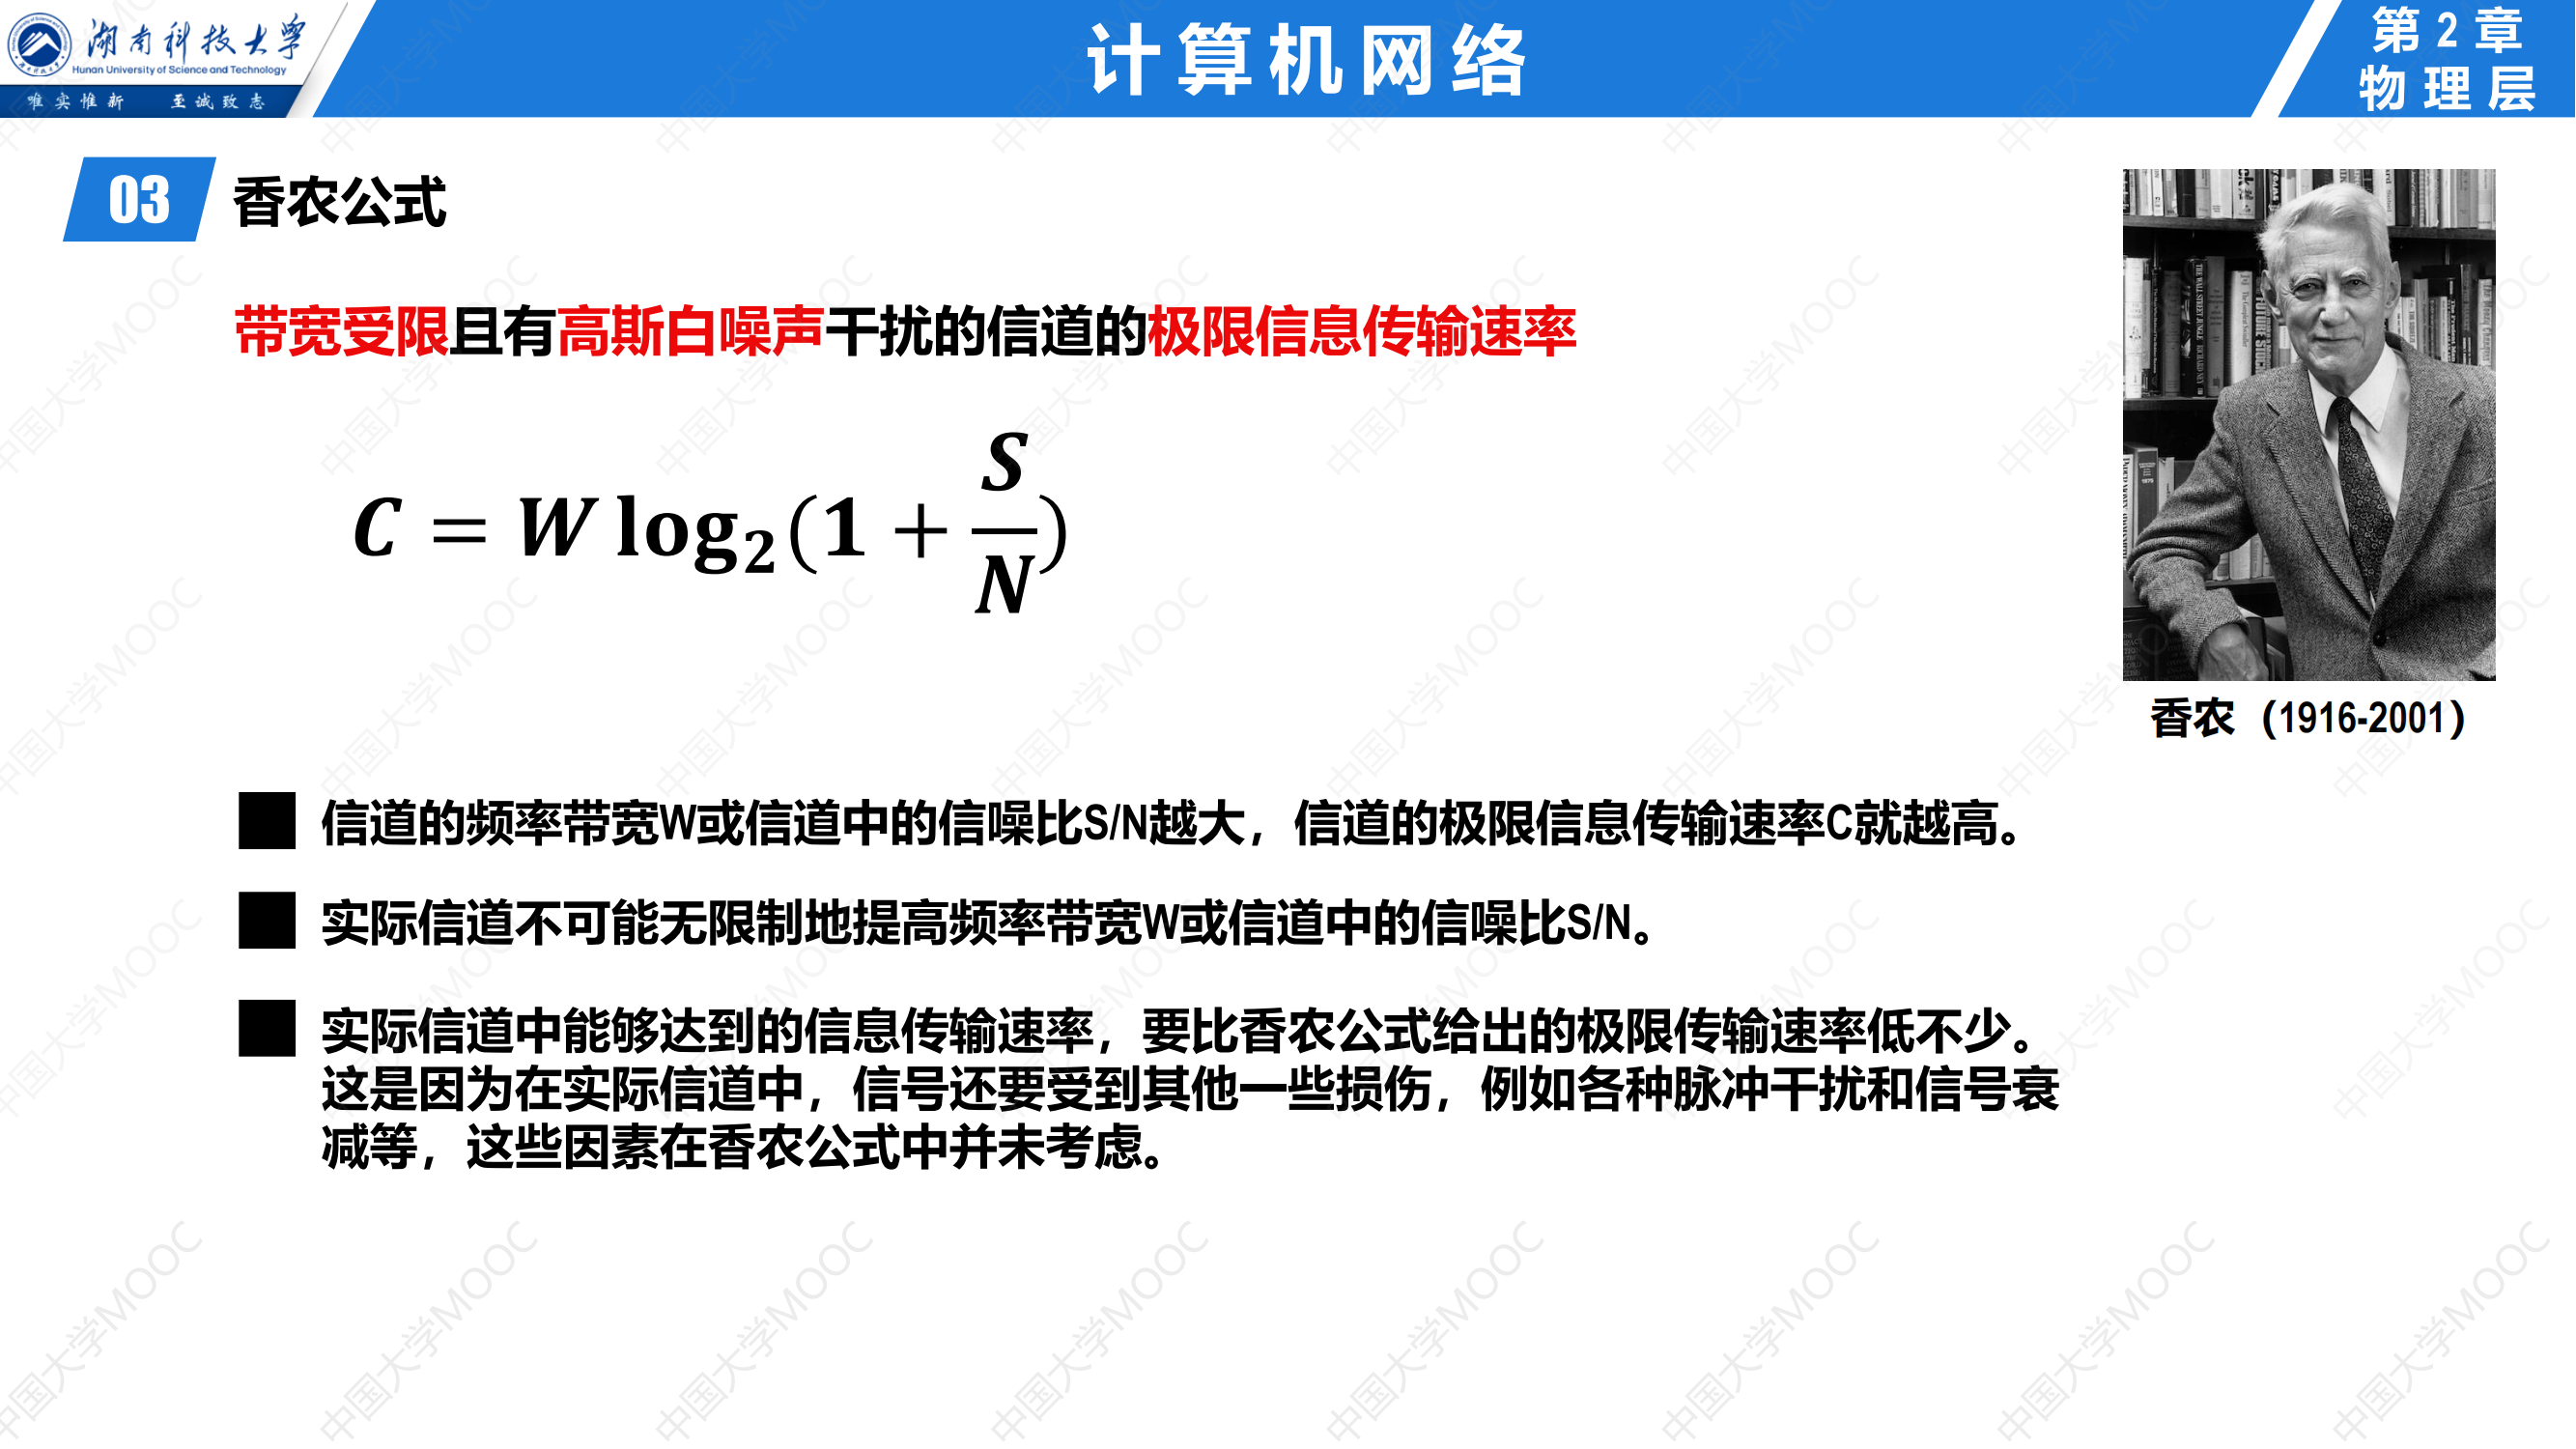 湖南科技大学
Hunan University of Science and Technology
唯实惟新 至诚致志
计算机网络
第2章
物理层
03 香农公式
带宽受限且有高斯白噪声干扰的信道的极限信息传输速率
C = W log₂(1 + S/N)
香农（1916-2001）
信道的频率带宽W或信道中的信噪比S/N越大，信道的极限信息传输速率C就越高。
实际信道不可能无限制地提高频率带宽W或信道中的信噪比S/N。
实际信道中能够达到的信息传输速率，要比香农公式给出的极限传输速率低不少。
这是因为在实际信道中，信号还要受到其他一些损伤，例如各种脉冲干扰和信号衰
减等，这些因素在香农公式中并未考虑。
中国大学MOOC